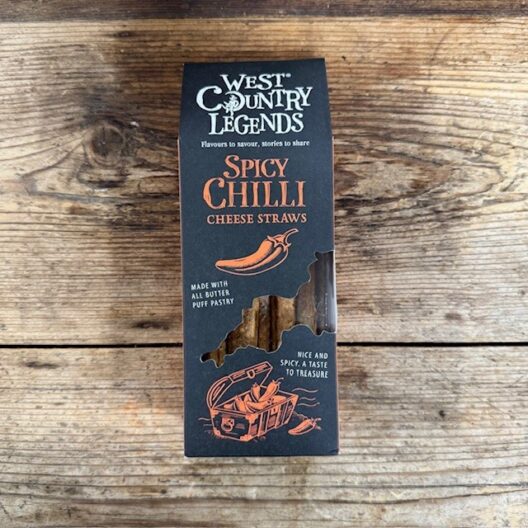 WEST®
COUNTRY
LEGENDS
Flavours to savour, stories to share
SPICY
CHILLI
CHEESE STRAWS
MADE WITH
ALL BUTTER
PUFF PASTRY
NICE AND
SPICY. A TASTE
TO TREASURE